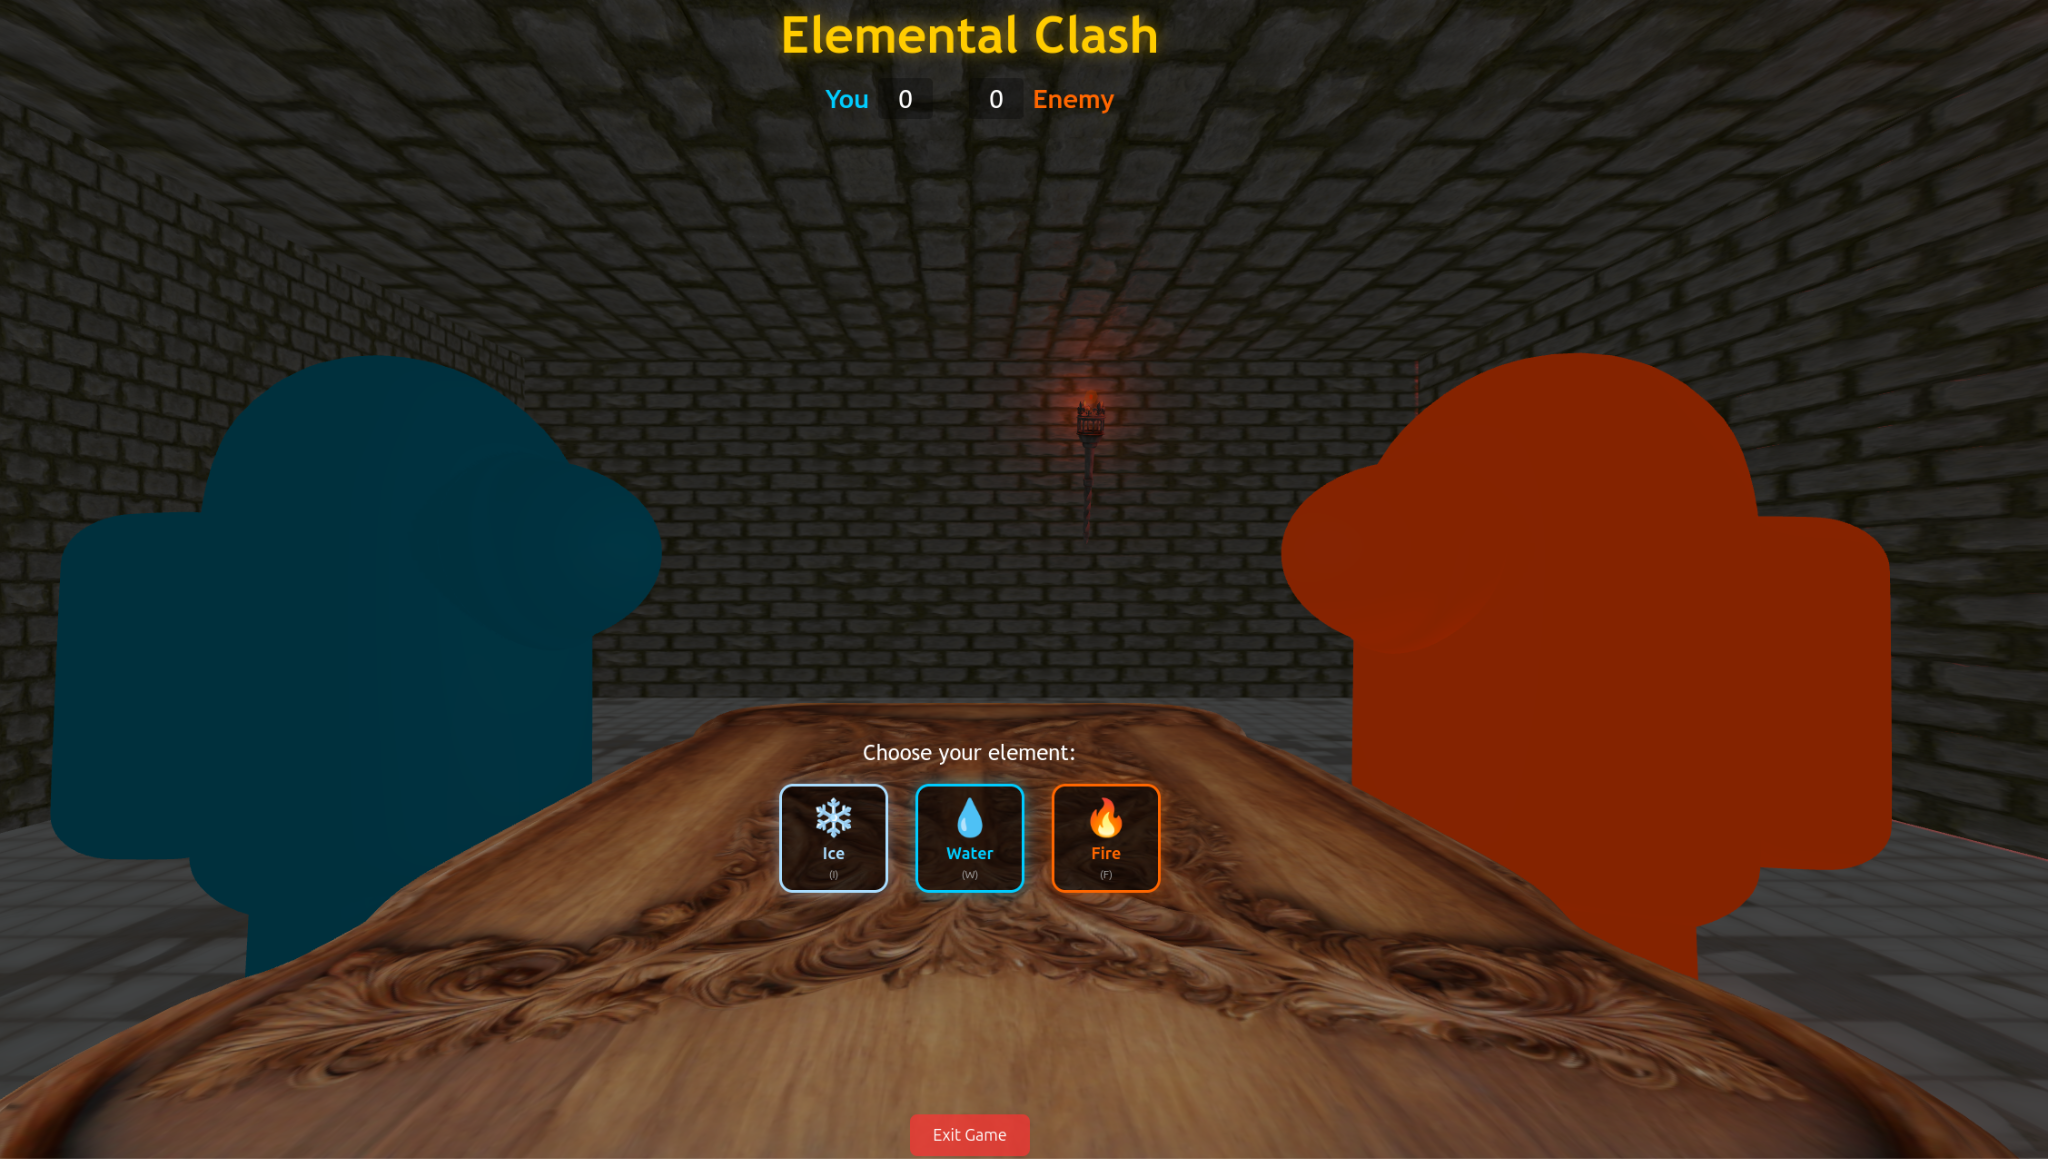 Elemental Clash
You 0 0 Enemy
Choose your element:
Ice Water Fire
(I) (W) (F)
Exit Game